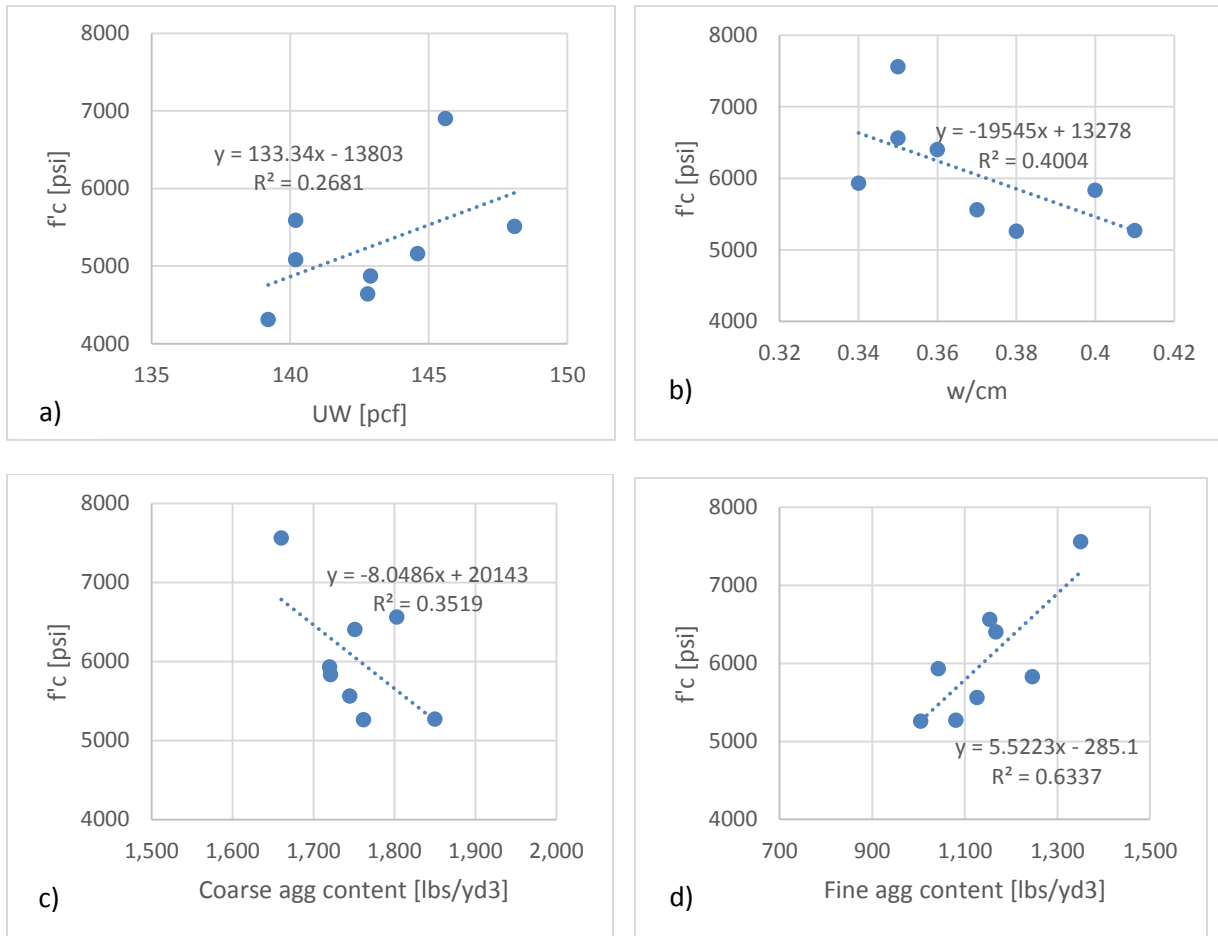 8000
7000
6000
5000
4000
f'c [psi]
y = 133.34x - 13803
R² = 0.2681
135
140
145
150
UW [pcf]
a)
8000
7000
6000
5000
4000
f'c [psi]
y = -19545x + 13278
R² = 0.4004
0.32
0.34
0.36
0.38
0.4
0.42
w/cm
b)
8000
7000
6000
5000
4000
f'c [psi]
y = -8.0486x + 20143
R² = 0.3519
1,500
1,600
1,700
1,800
1,900
2,000
Coarse agg content [lbs/yd3]
c)
8000
7000
6000
5000
4000
f'c [psi]
y = 5.5223x - 285.1
R² = 0.6337
700
900
1,100
1,300
1,500
Fine agg content [lbs/yd3]
d)